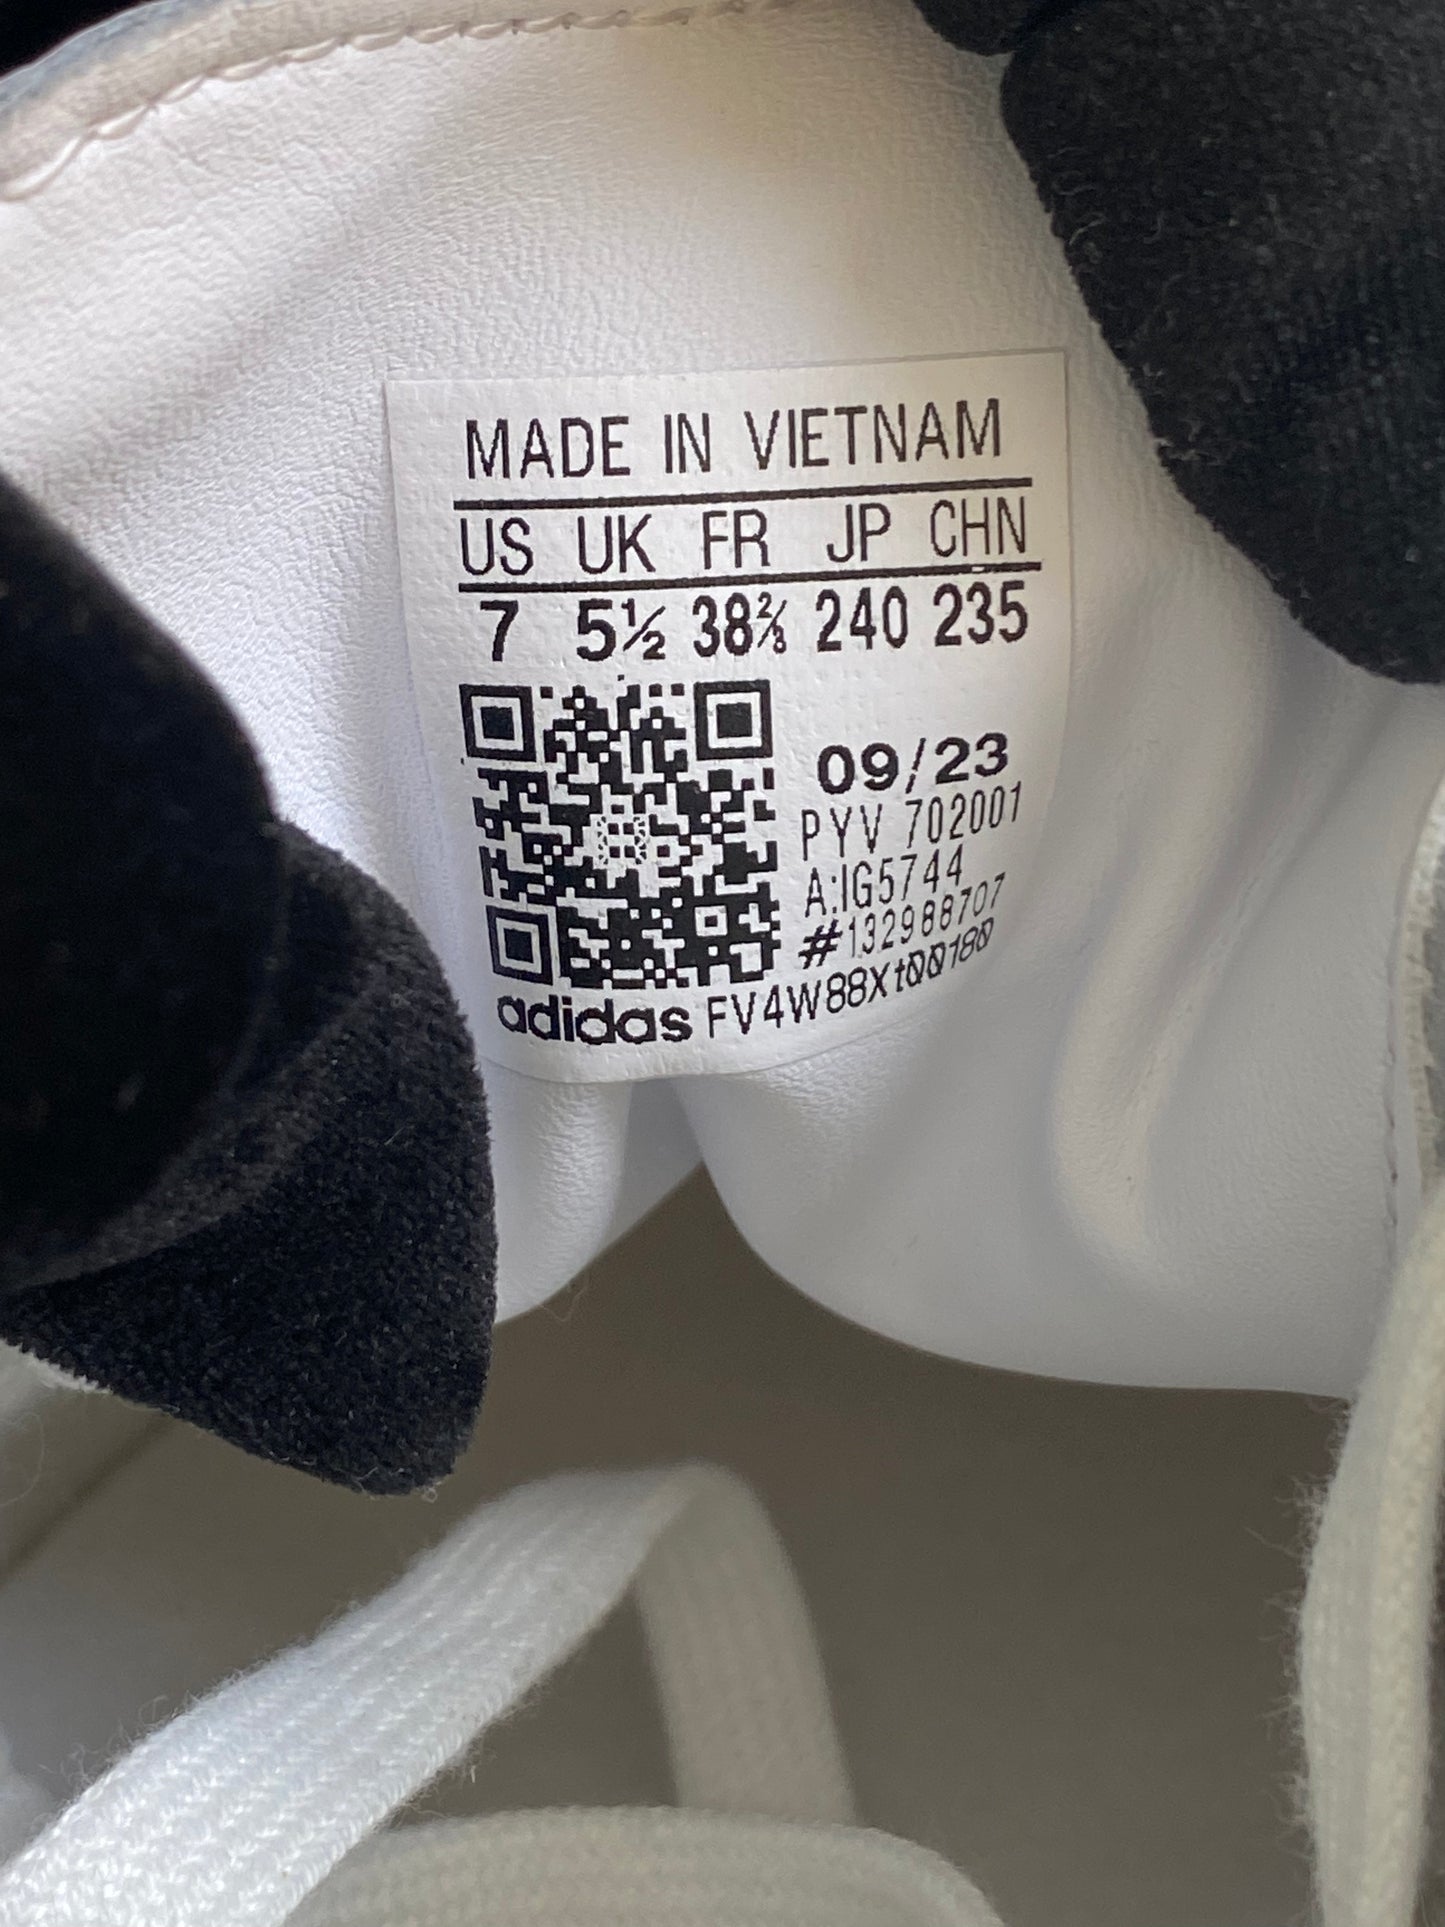 MADE IN VIETNAM
US UK FR JP CHN
7 5½ 38⅔ 240 235
09/23
PYV 702001
A:IG5744
#132988707
adidas FV4W88Xt00180